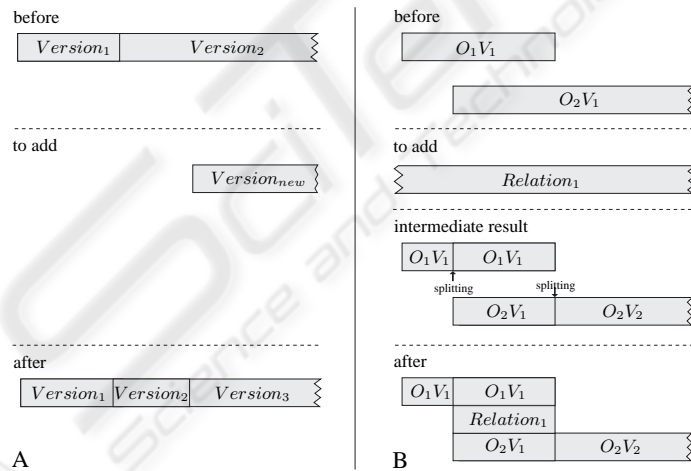 before
Version₁ Version₂
to add
Version_new
after
Version₁ Version₂ Version₃
A
before
O₁V₁
O₂V₁
to add
Relation₁
intermediate result
O₁V₁ O₁V₁
splitting splitting
O₂V₁ O₂V₂
after
O₁V₁ O₁V₁
Relation₁
O₂V₁ O₂V₂
B